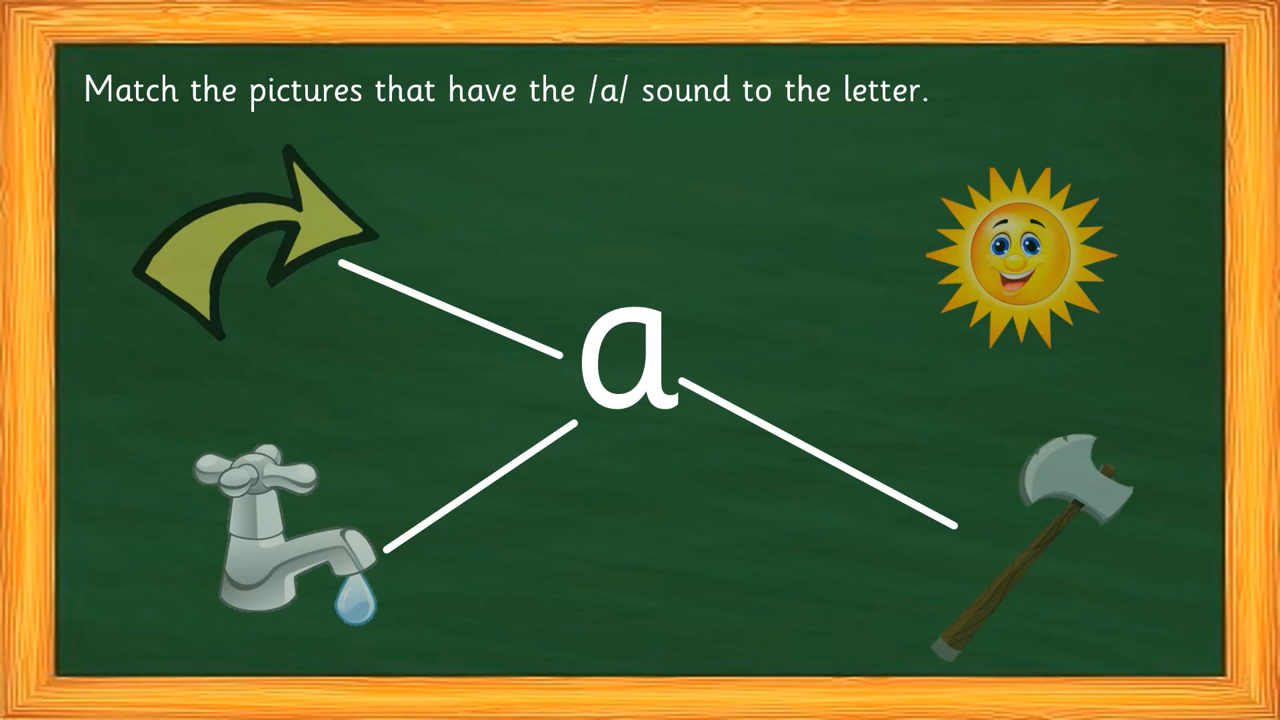 Match the pictures that have the /a/ sound to the letter.
a